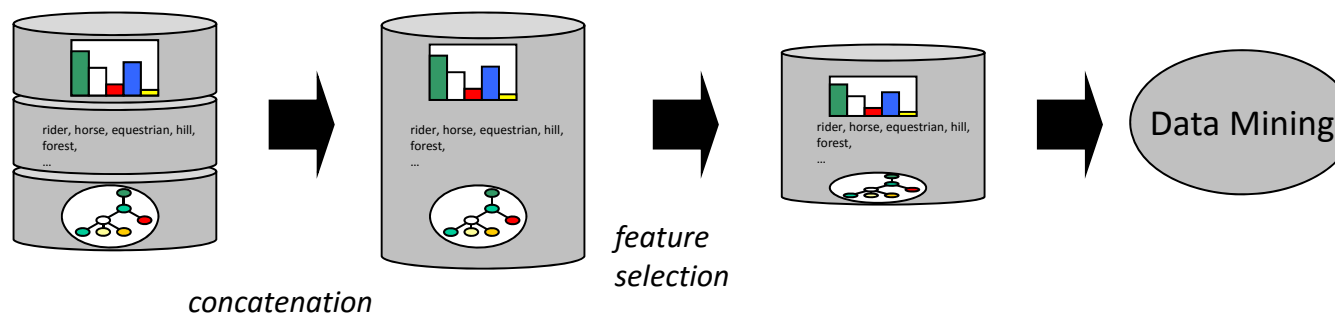 rider, horse, equestrian, hill,
forest,
...
rider, horse, equestrian, hill,
forest,
...
rider, horse, equestrian, hill,
forest,
...
Data Mining
concatenation
feature
selection